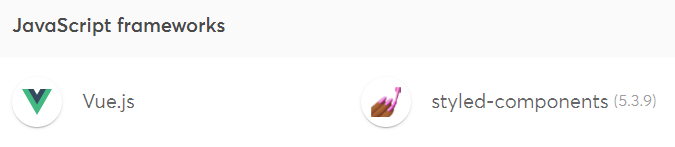 JavaScript frameworks
Vue.js
styled-components (5.3.9)